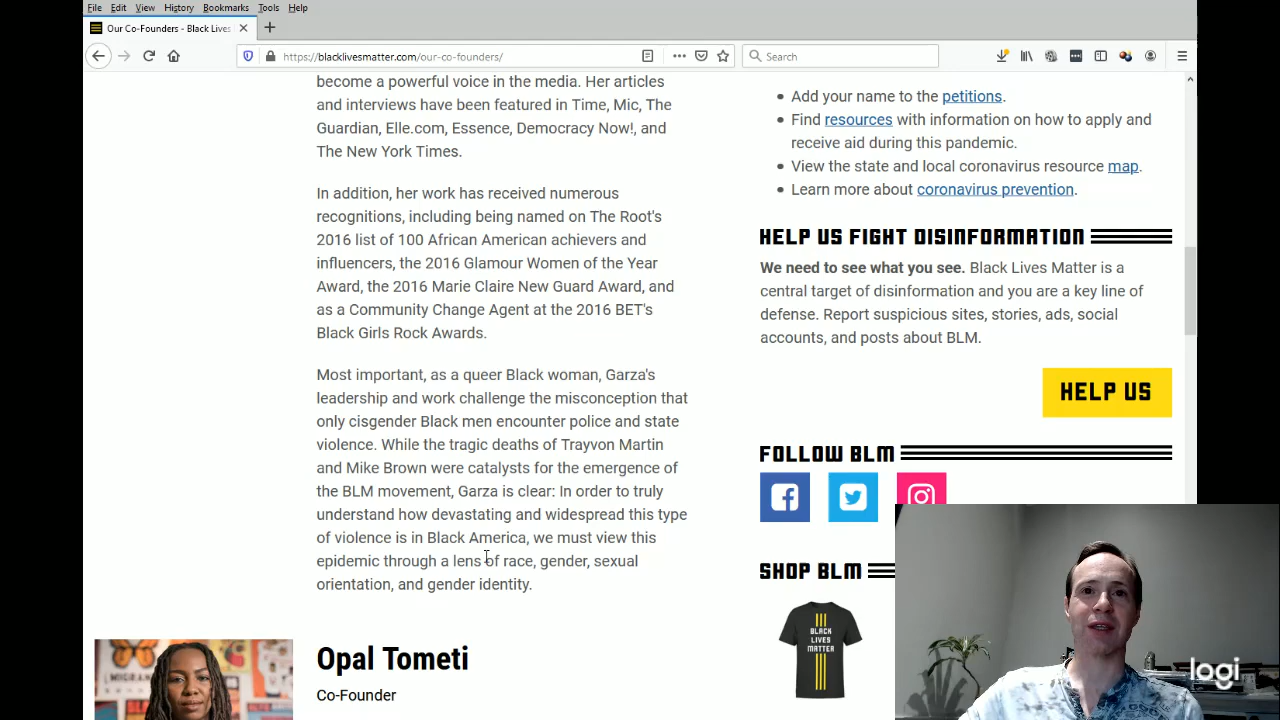 File Edit View History Bookmarks Tools Help
Our Co-Founders - Black Lives
https://blacklivesmatter.com/our-co-founders/
Search
become a powerful voice in the media. Her articles
and interviews have been featured in Time, Mic, The
Guardian, Elle.com, Essence, Democracy Now!, and
The New York Times.
In addition, her work has received numerous
recognitions, including being named on The Root's
2016 list of 100 African American achievers and
influencers, the 2016 Glamour Women of the Year
Award, the 2016 Marie Claire New Guard Award, and
as a Community Change Agent at the 2016 BET's
Black Girls Rock Awards.
Most important, as a queer Black woman, Garza's
leadership and work challenge the misconception that
only cisgender Black men encounter police and state
violence. While the tragic deaths of Trayvon Martin
and Mike Brown were catalysts for the emergence of
the BLM movement, Garza is clear: In order to truly
understand how devastating and widespread this type
of violence is in Black America, we must view this
epidemic through a lens of race, gender, sexual
orientation, and gender identity.
Opal Tometi
Co-Founder
Add your name to the petitions.
Find resources with information on how to apply and
receive aid during this pandemic.
View the state and local coronavirus resource map.
Learn more about coronavirus prevention.
HELP US FIGHT DISINFORMATION
We need to see what you see. Black Lives Matter is a
central target of disinformation and you are a key line of
defense. Report suspicious sites, stories, ads, social
accounts, and posts about BLM.
HELP US
FOLLOW BLM
SHOP BLM
BLACK
LIVES
MATTER
logi